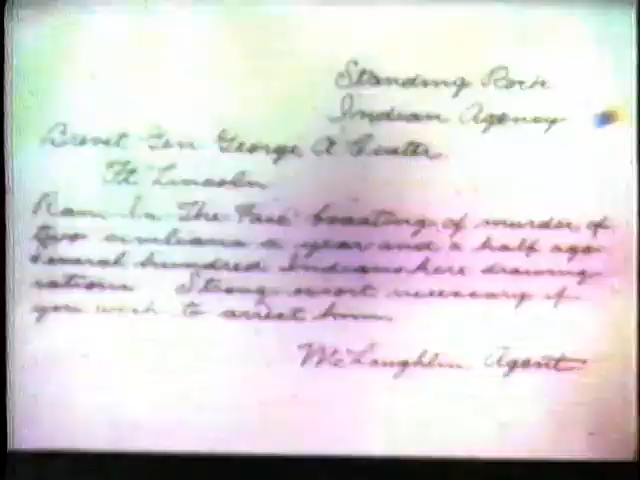 Standing Rock
Indian Agency
Brevet Gen George A Custer
Ft Lincoln
Rain In The Face boasting of murder of
two civilians a year and a half ago
Several hundred Indians here drawing
rations Strong escort necessary if
you wish to arrest him
McLaughlin Agent